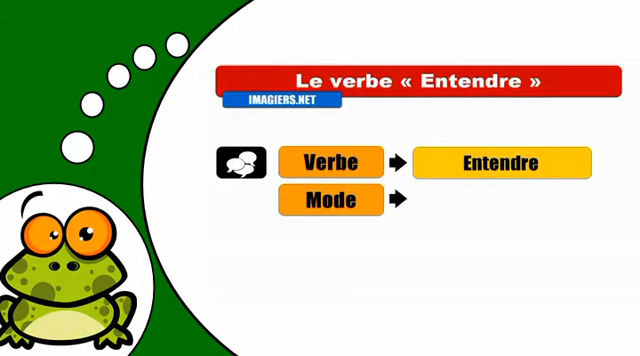 Le verbe « Entendre »
IMAGIERS.NET
Verbe Entendre
Mode